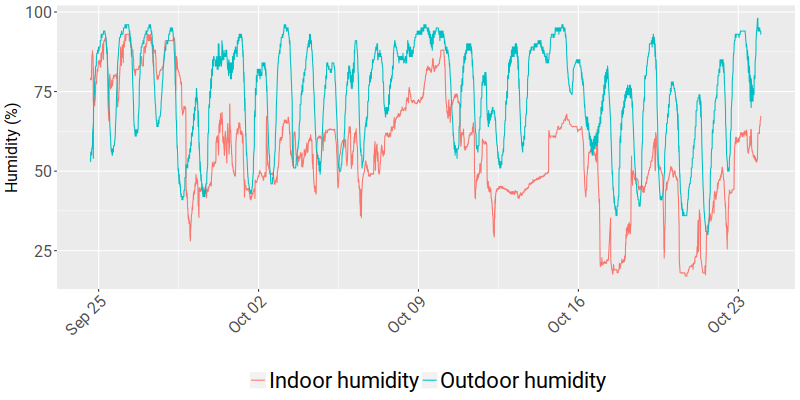 Humidity (%)
100
75
50
25
Sep 25
Oct 02
Oct 09
Oct 16
Oct 23
Indoor humidity
Outdoor humidity